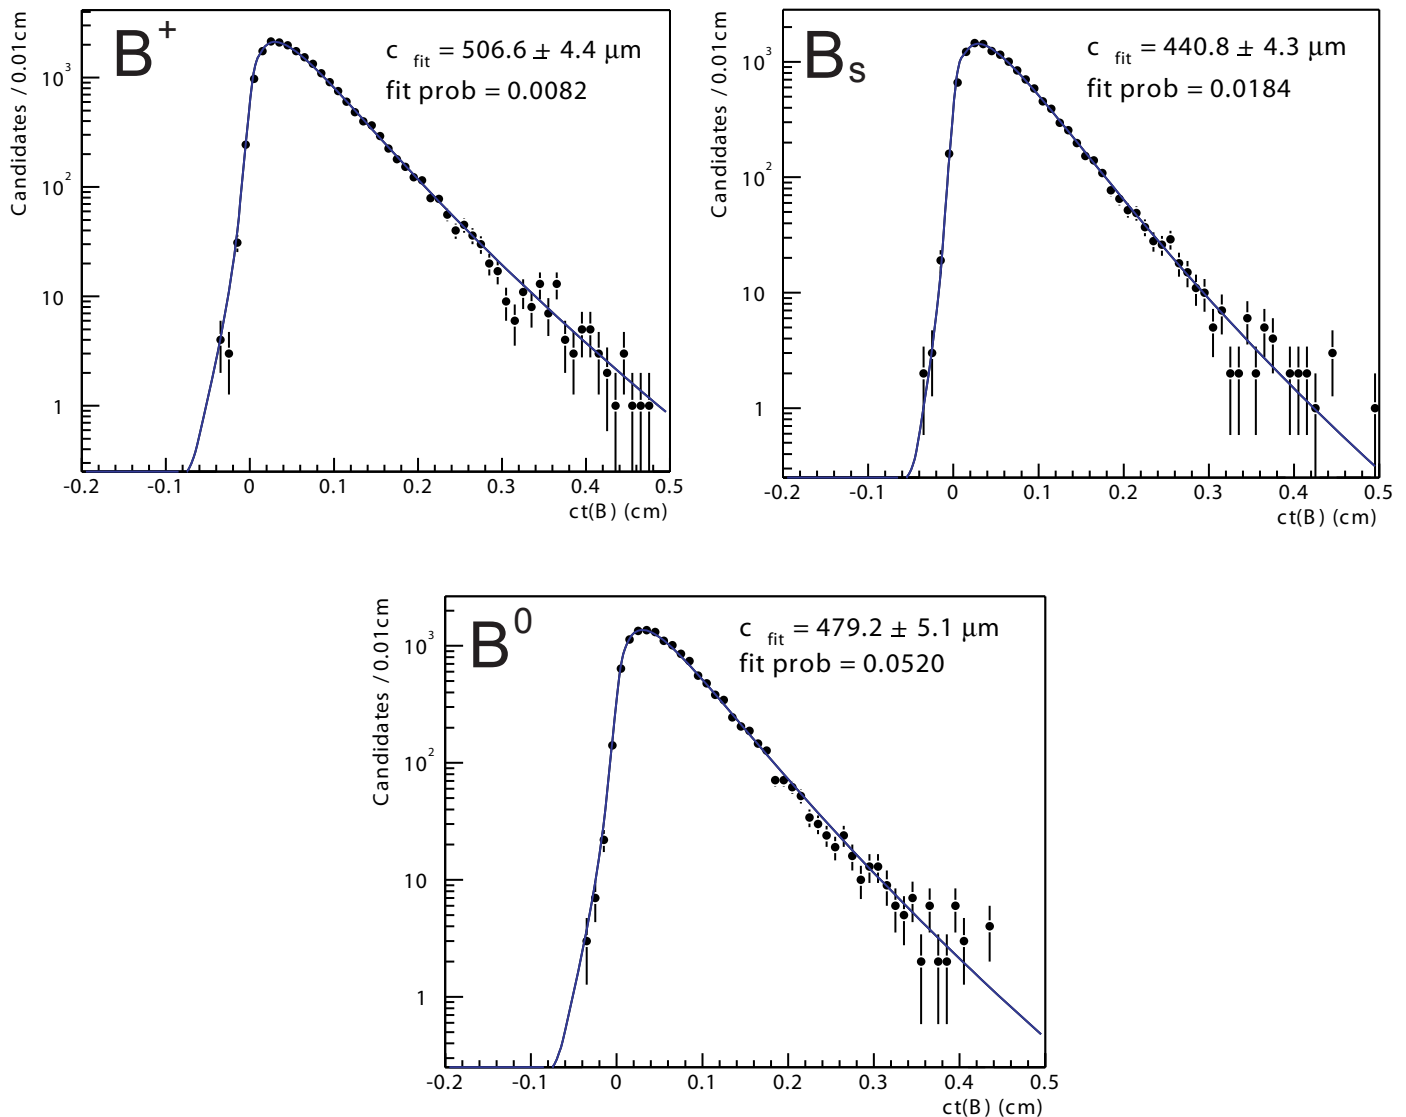 B+
c fit = 506.6 ± 4.4 μm
fit prob = 0.0082
Candidates / 0.01cm
10³
10²
10
1
-0.2 -0.1 0 0.1 0.2 0.3 0.4 0.5
ct(B) (cm)
Bs
c fit = 440.8 ± 4.3 μm
fit prob = 0.0184
Candidates / 0.01cm
10³
10²
10
1
-0.2 -0.1 0 0.1 0.2 0.3 0.4 0.5
ct(B) (cm)
B0
c fit = 479.2 ± 5.1 μm
fit prob = 0.0520
Candidates / 0.01cm
10³
10²
10
1
-0.2 -0.1 0 0.1 0.2 0.3 0.4 0.5
ct(B) (cm)